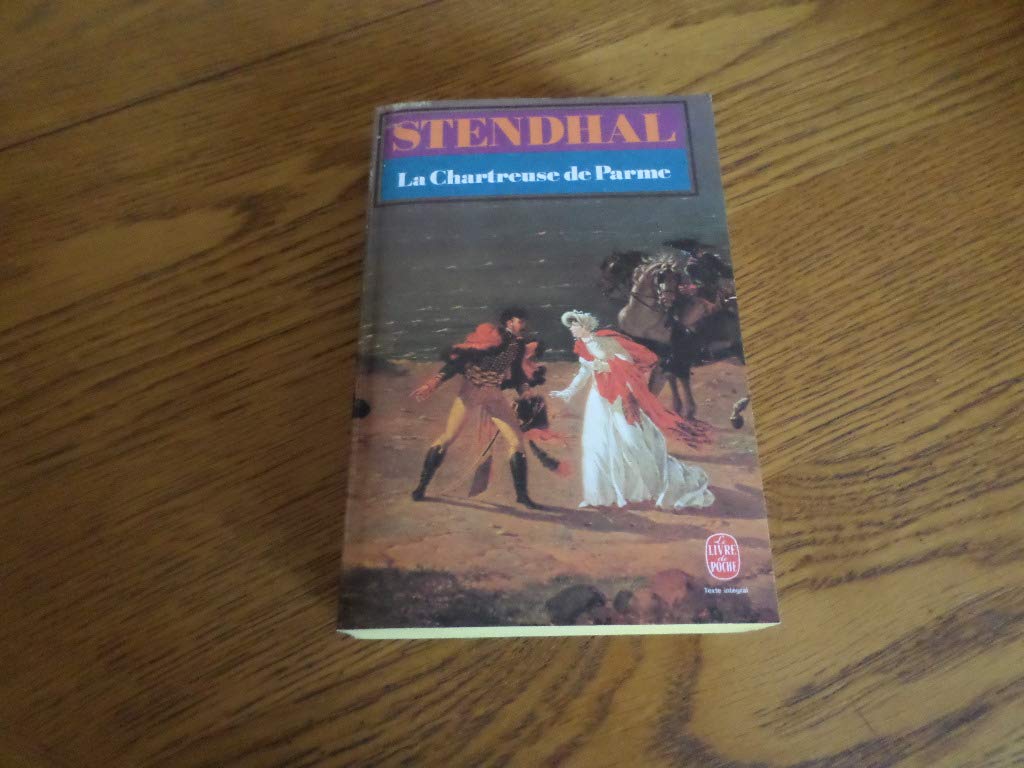 STENDHAL
La Chartreuse de Parme
Le
LIVRE
de
POCHE
Texte intégral